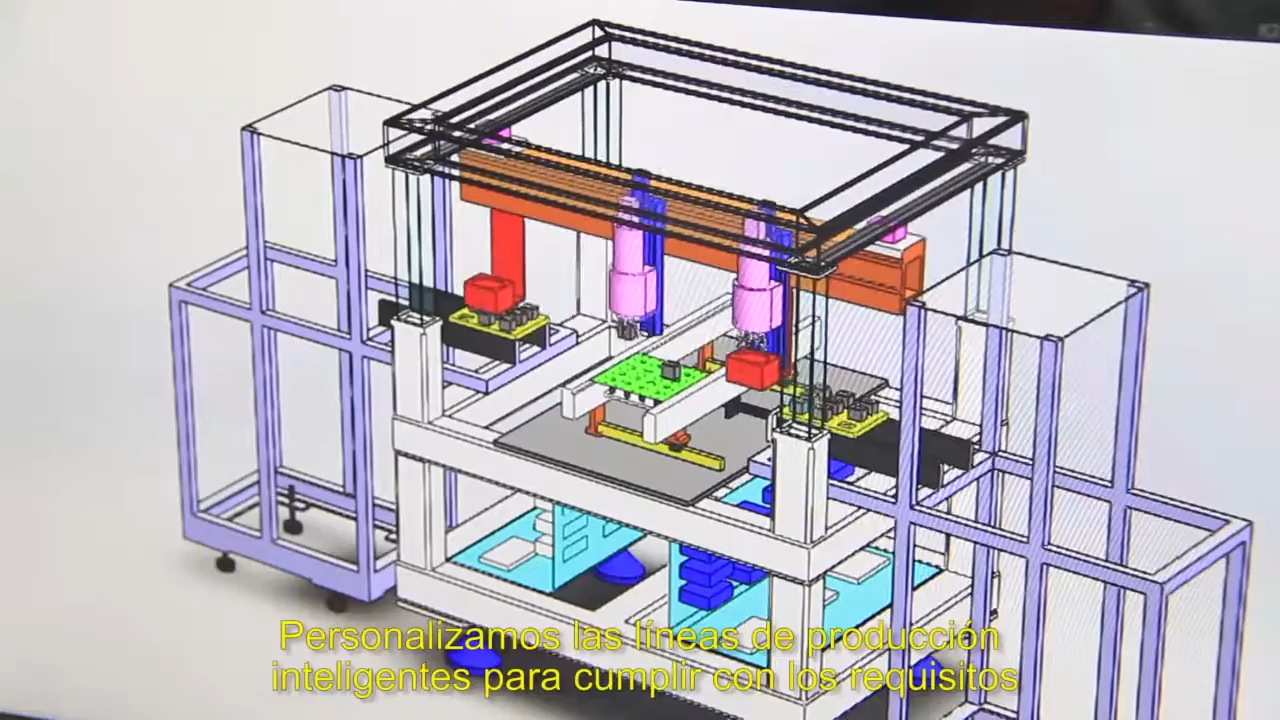 Personalizamos las líneas de producción
inteligentes para cumplir con los requisitos